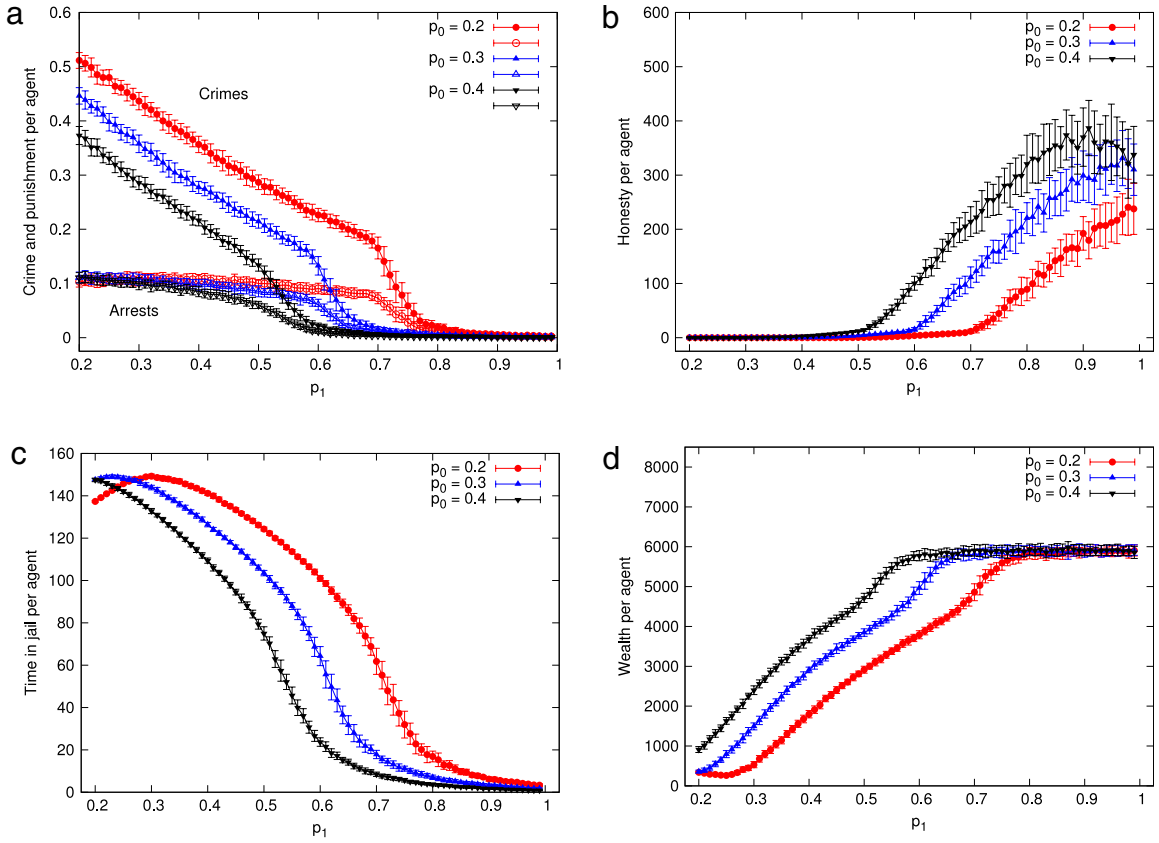 a
p0 = 0.2
p0 = 0.3
p0 = 0.4
Crimes
Arrests
Crime and punishment per agent
0.6
0.5
0.4
0.3
0.2
0.1
0
0.2 0.3 0.4 0.5 0.6 0.7 0.8 0.9 1
p1
b
p0 = 0.2
p0 = 0.3
p0 = 0.4
Honesty per agent
600
500
400
300
200
100
0
0.2 0.3 0.4 0.5 0.6 0.7 0.8 0.9 1
p1
c
p0 = 0.2
p0 = 0.3
p0 = 0.4
Time in jail per agent
160
140
120
100
80
60
40
20
0
0.2 0.3 0.4 0.5 0.6 0.7 0.8 0.9 1
p1
d
p0 = 0.2
p0 = 0.3
p0 = 0.4
Wealth per agent
8000
7000
6000
5000
4000
3000
2000
1000
0
0.2 0.3 0.4 0.5 0.6 0.7 0.8 0.9 1
p1